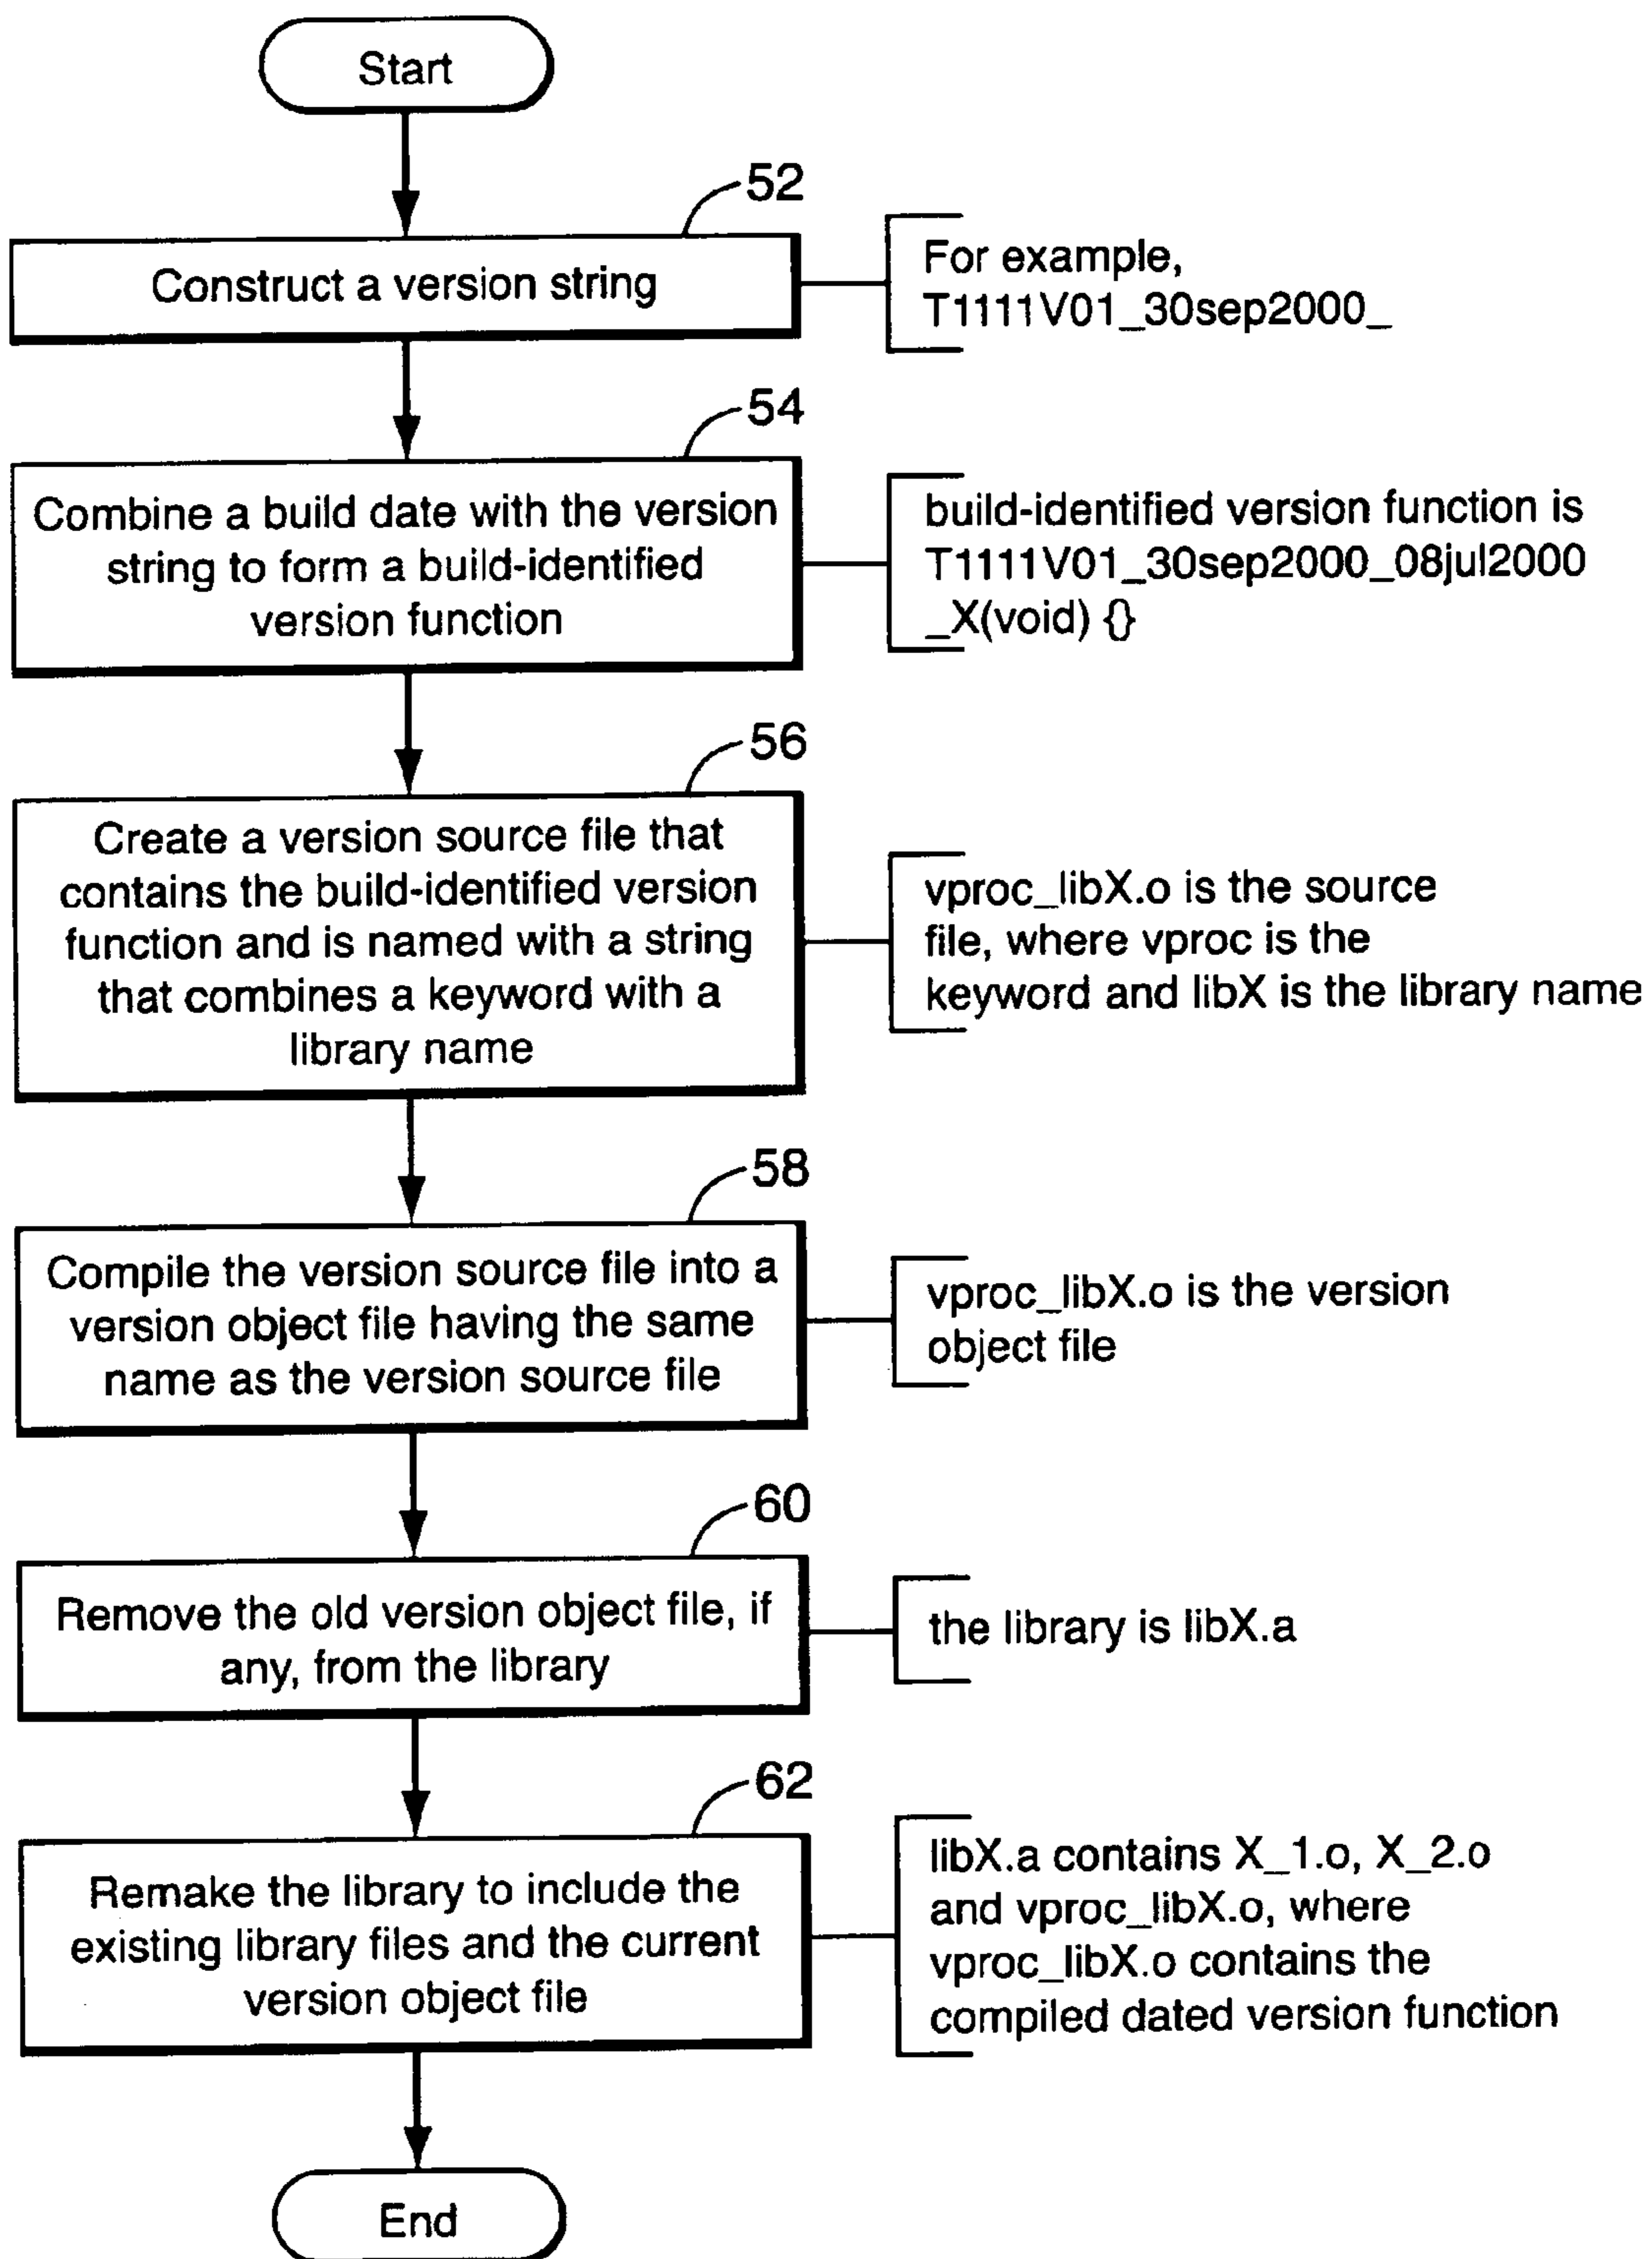 Start
52
Construct a version string
For example,
T1111V01_30sep2000_
54
Combine a build date with the version
string to form a build-identified
version function
build-identified version function is
T1111V01_30sep2000_08jul2000
_X(void) {}
56
Create a version source file that
contains the build-identified version
function and is named with a string
that combines a keyword with a
library name
vproc_libX.o is the source
file, where vproc is the
keyword and libX is the library name
58
Compile the version source file into a
version object file having the same
name as the version source file
vproc_libX.o is the version
object file
60
Remove the old version object file, if
any, from the library
the library is libX.a
62
Remake the library to include the
existing library files and the current
version object file
libX.a contains X_1.o, X_2.o
and vproc_libX.o, where
vproc_libX.o contains the
compiled dated version function
End